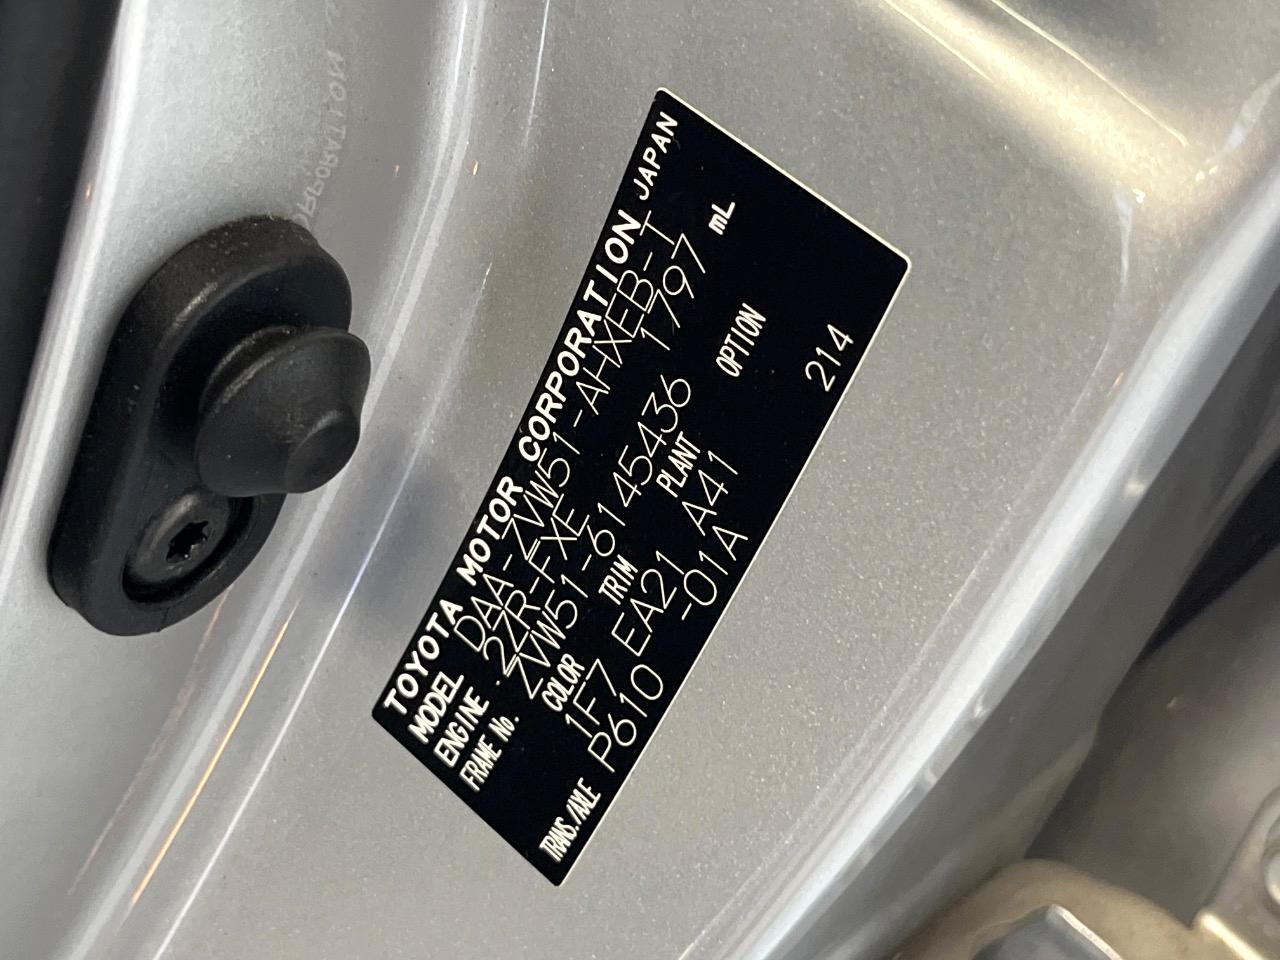 TOYOTA MOTOR CORPORATION JAPAN
MODEL DAA-ZVW51-AHXEB-T
ENGINE 2ZR-FXE 1797 mL
FRAME No. ZVW51-6145436
COLOR TRIM PLANT OPTION
1F7 EA21 A41 214
TRANS./AXLE P610 -01A